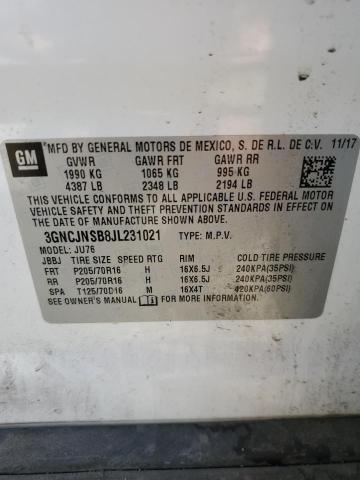 GM MFD BY GENERAL MOTORS DE MEXICO, S. DE R.L. DE C.V. 11/17
GVWR GAWR FRT GAWR RR
1990 KG 1065 KG 995 KG
4387 LB 2348 LB 2194 LB
THIS VEHICLE CONFORMS TO ALL APPLICABLE U.S. FEDERAL MOTOR
VEHICLE SAFETY AND THEFT PREVENTION STANDARDS IN EFFECT ON
THE DATE OF MANUFACTURE SHOWN ABOVE.
3GNCJNSB8JL231021 TYPE: M.P.V.
MODEL: JU76
JBBJ TIRE SIZE SPEED RTG RIM COLD TIRE PRESSURE
FRT P205/70R16 H 16X6.5J 240KPA(35PSI)
RR P205/70R16 H 16X6.5J 240KPA(35PSI)
SPA T125/70D16 M 16X4T 420KPA(60PSI)
SEE OWNER'S MANUAL FOR ADDITIONAL INFORMATION.